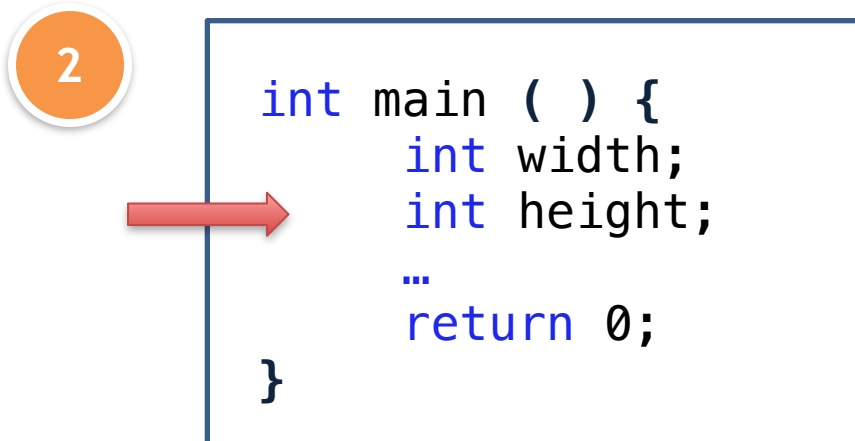 2
int main ( ) {
int width;
int height;
…
return 0;
}